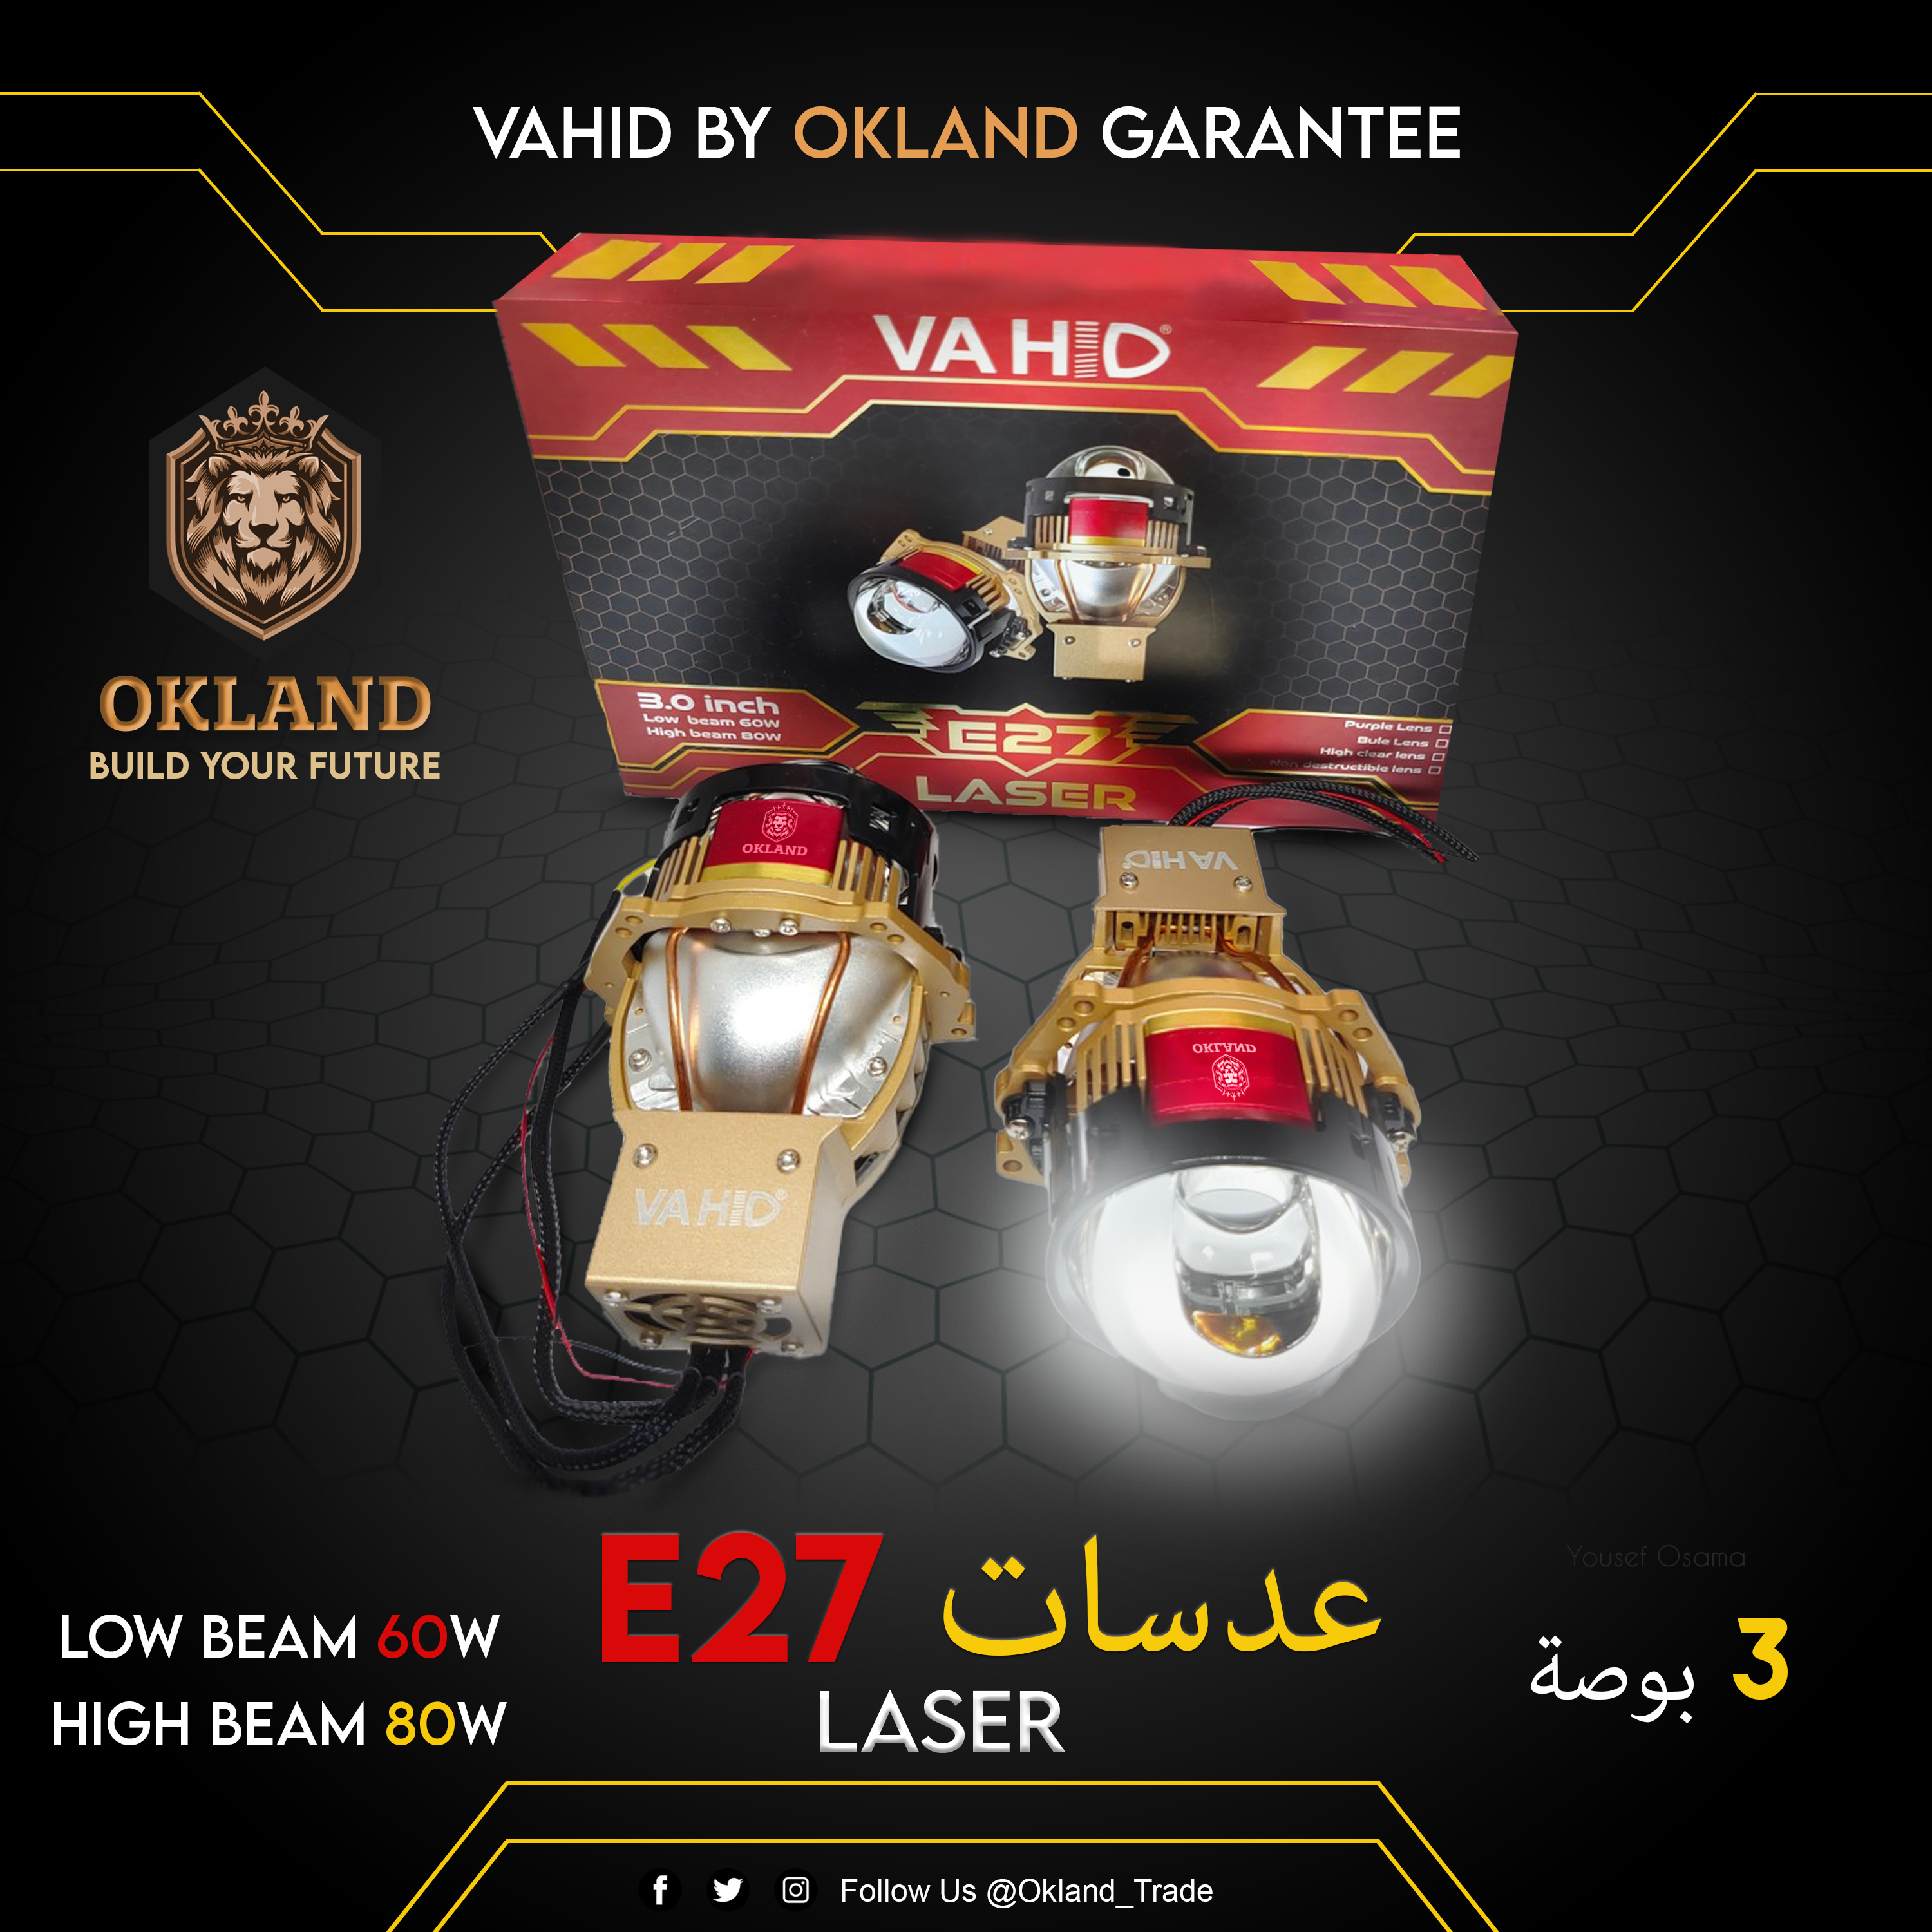 VAHID BY OKLAND GARANTEE
VAHID®
3.0 inch
Low beam 60W
High beam 80W
E27
LASER
Purple Lens
Bule Lens
High clear lens
Non destructible lens
OKLAND
BUILD YOUR FUTURE
OKLAND
VAHID
OKLAND
VAHID®
Yousef Osama
عدسات E27
LASER
LOW BEAM 60W
HIGH BEAM 80W
3 بوصة
Follow Us @Okland_Trade